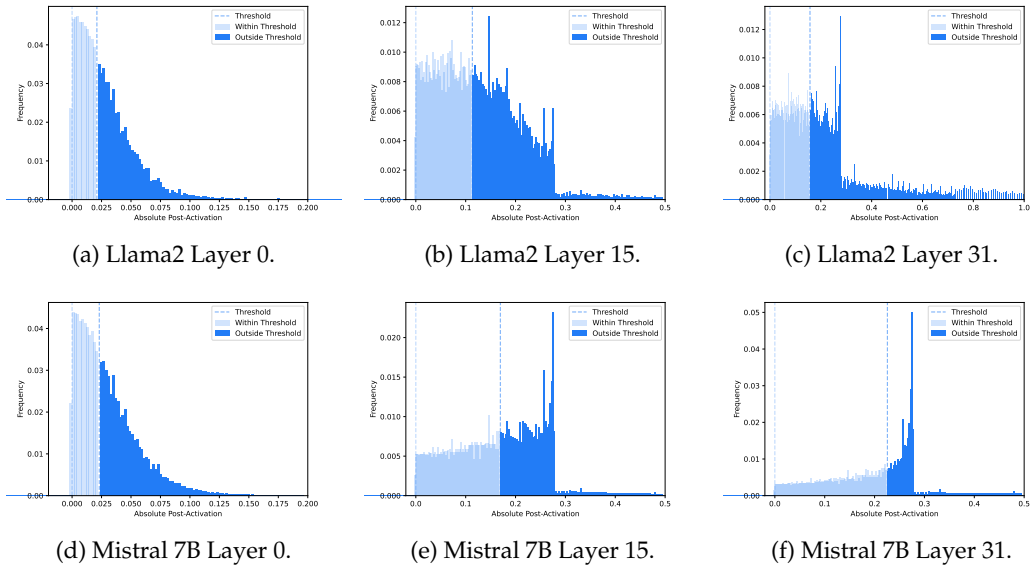 Threshold
Within Threshold
Outside Threshold
0.04
0.03
0.02
0.01
0.00
Frequency
0.000 0.025 0.050 0.075 0.100 0.125 0.150 0.175 0.200
Absolute Post-Activation
(a) Llama2 Layer 0.
Threshold
Within Threshold
Outside Threshold
0.012
0.010
0.008
0.006
0.004
0.002
0.000
Frequency
0.0 0.1 0.2 0.3 0.4 0.5
Absolute Post-Activation
(b) Llama2 Layer 15.
Threshold
Within Threshold
Outside Threshold
0.012
0.010
0.008
0.006
0.004
0.002
0.000
Frequency
0.0 0.2 0.4 0.6 0.8 1.0
Absolute Post-Activation
(c) Llama2 Layer 31.
Threshold
Within Threshold
Outside Threshold
0.04
0.03
0.02
0.01
0.00
Frequency
0.000 0.025 0.050 0.075 0.100 0.125 0.150 0.175 0.200
Absolute Post-Activation
(d) Mistral 7B Layer 0.
Threshold
Within Threshold
Outside Threshold
0.020
0.015
0.010
0.005
0.000
Frequency
0.0 0.1 0.2 0.3 0.4 0.5
Absolute Post-Activation
(e) Mistral 7B Layer 15.
Threshold
Within Threshold
Outside Threshold
0.05
0.04
0.03
0.02
0.01
0.00
Frequency
0.0 0.1 0.2 0.3 0.4 0.5
Absolute Post-Activation
(f) Mistral 7B Layer 31.